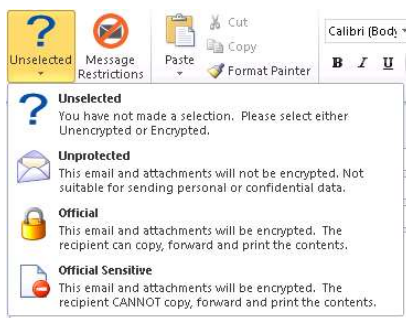 Unselected
Message
Restrictions
Paste
Cut
Copy
Format Painter
Calibri (Body
B I U
Unselected
You have not made a selection. Please select either
Unencrypted or Encrypted.
Unprotected
This email and attachments will not be encrypted. Not
suitable for sending personal or confidential data.
Official
This email and attachments will be encrypted. The
recipient can copy, forward and print the contents.
Official Sensitive
This email and attachments will be encrypted. The
recipient CANNOT copy, forward and print the contents.